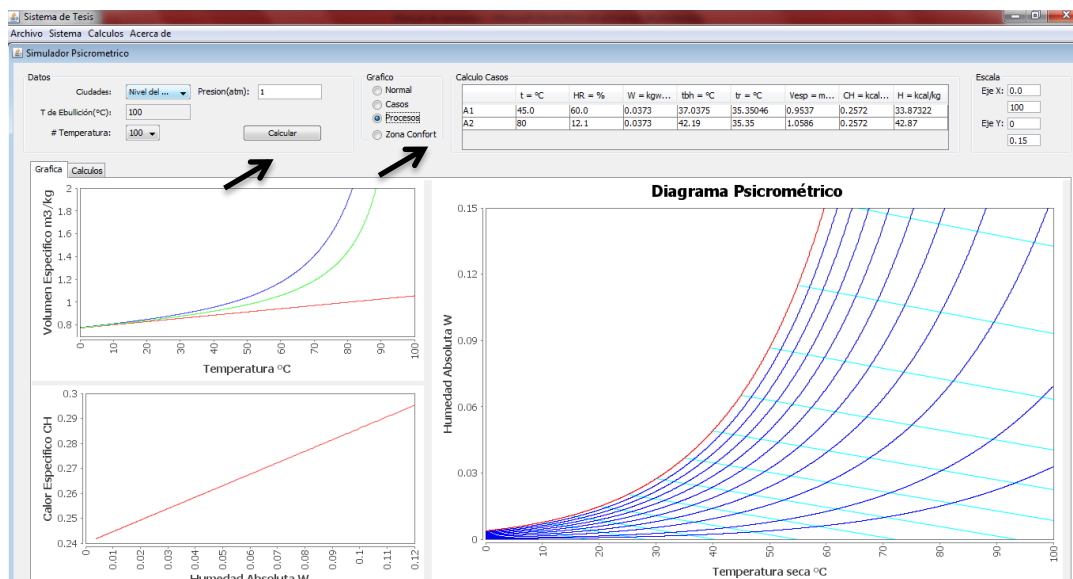 Sistema de Tesis
Archivo Sistema Calculos Acerca de
Simulador Psicrometrico
Datos
Ciudades: Nivel del ... Presion(atm): 1
T de Ebullición(ºC): 100
# Temperatura: 100 Calcular
Grafico
Normal
Casos
Procesos
Zona Confort
Calculo Casos
t = ºC HR = % W = kgw... tbh = ºC tr = ºC Vesp = m... CH = kcal... H = kcal/kg
A1 45.0 60.0 0.0373 37.0375 35.35046 0.9537 0.2572 33.87322
A2 80 12.1 0.0373 42.19 35.35 1.0586 0.2572 42.87
Escala
Eje X: 0.0
100
Eje Y: 0
0.15
Grafica Calculos
Volumen Especifico m3/kg
2
1.8
1.6
1.4
1.2
1
0.8
0 10 20 30 40 50 60 70 80 90 100
Temperatura ºC
Calor Especifico CH
0.3
0.29
0.28
0.27
0.26
0.25
0.24
0 0.01 0.02 0.03 0.04 0.05 0.06 0.07 0.08 0.09 0.1 0.11 0.12
Humedad Absoluta W
Diagrama Psicrométrico
Humedad Absoluta W
0.15
0.12
0.09
0.06
0.03
0
0 10 20 30 40 50 60 70 80 90 100
Temperatura seca ºC